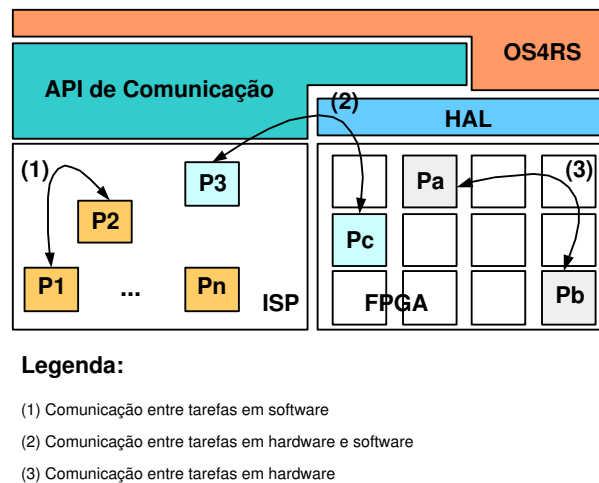 OS4RS
API de Comunicação
(2)
HAL
(1)
P3
Pa
(3)
P2
Pc
P1
...
Pn
ISP
FPGA
Pb
Legenda:
(1) Comunicação entre tarefas em software
(2) Comunicação entre tarefas em hardware e software
(3) Comunicação entre tarefas em hardware